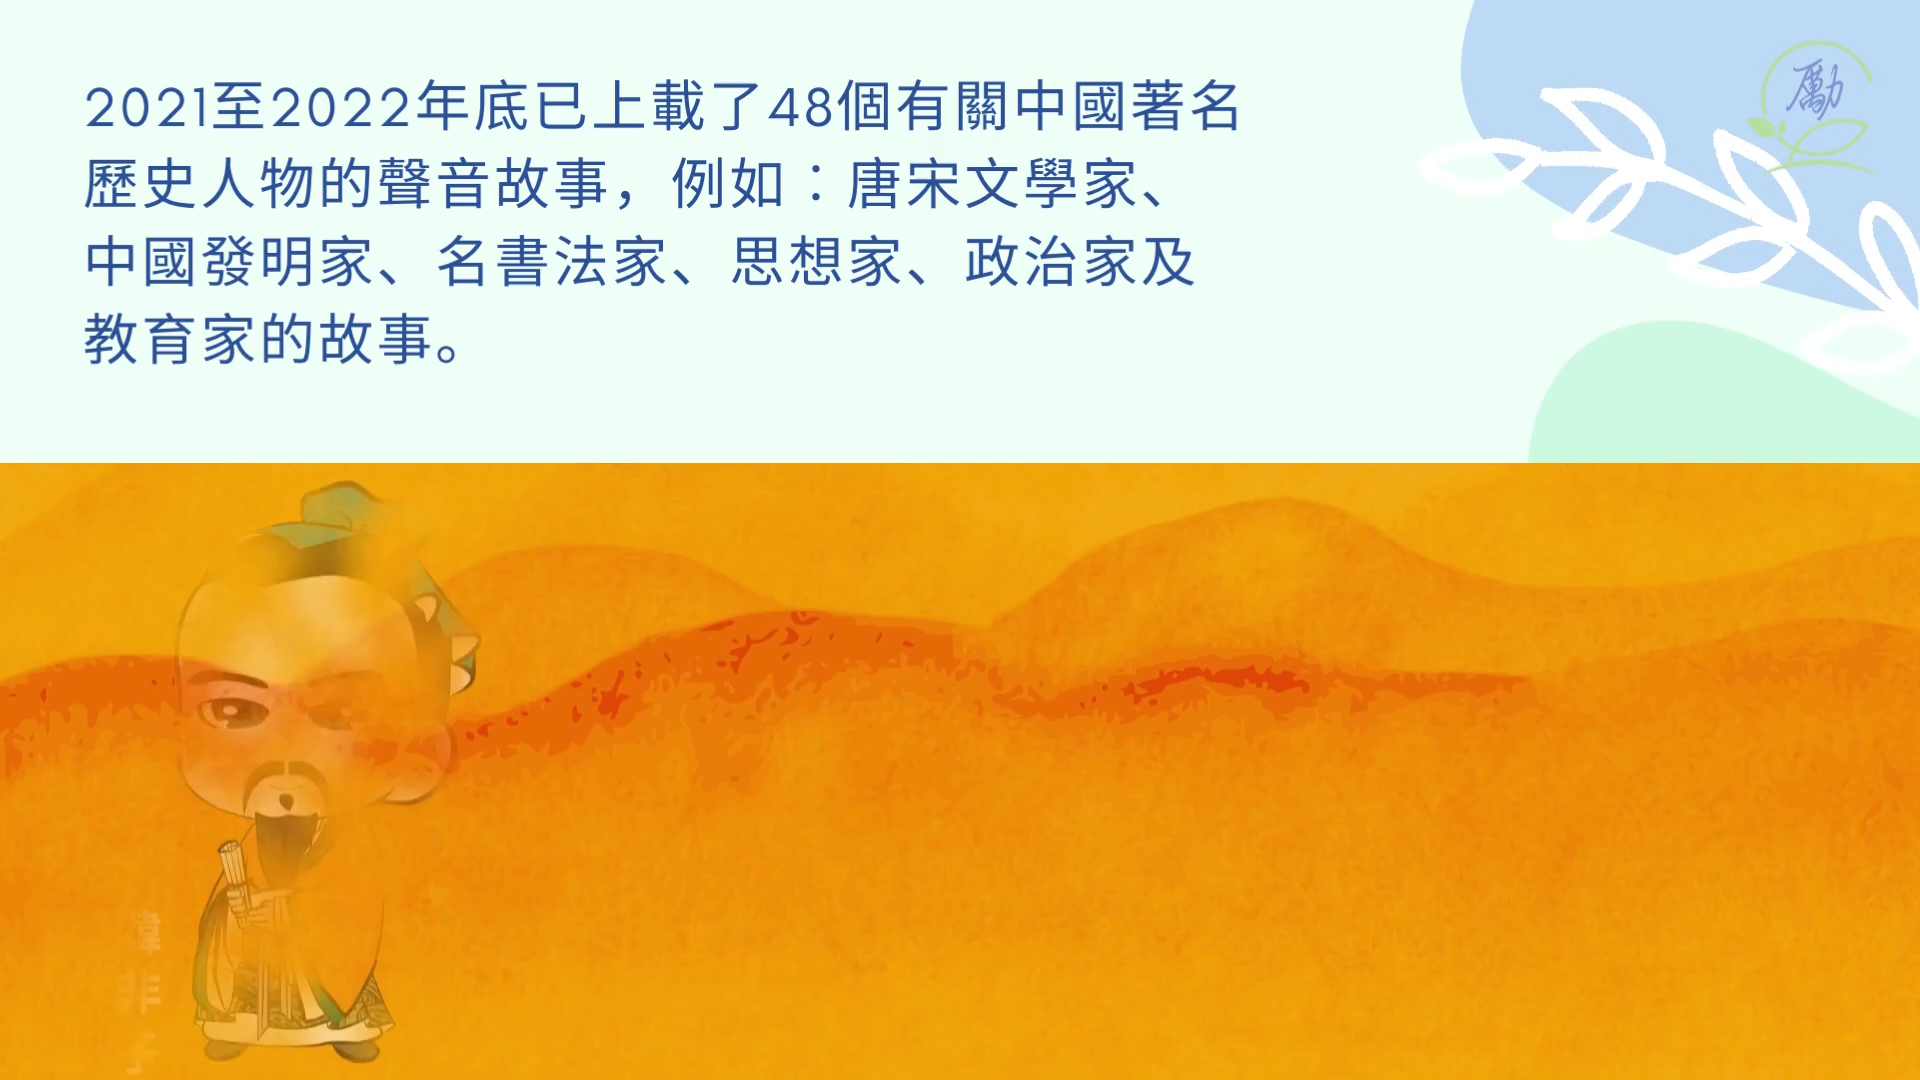 2021至2022年底已上載了48個有關中國著名
歷史人物的聲音故事，例如：唐宋文學家、
中國發明家、名書法家、思想家、政治家及
教育家的故事。
勵
韓
非
子